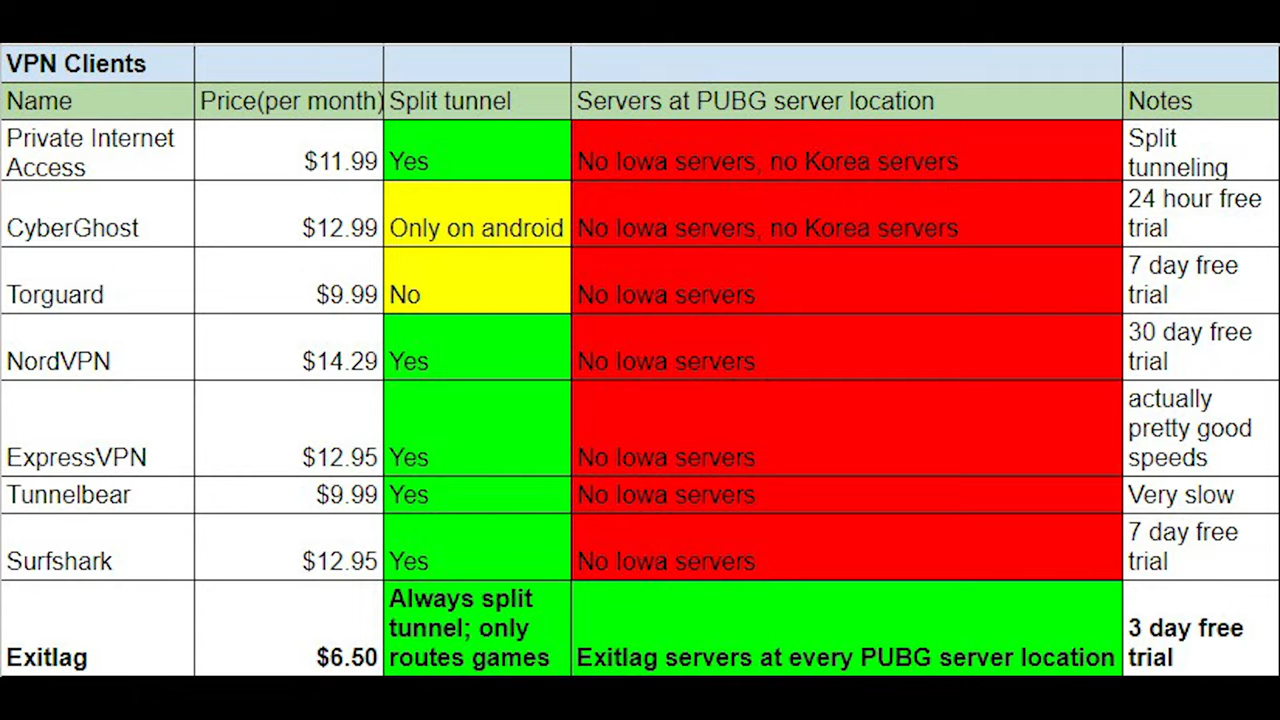 VPN Clients
Name Price(per month) Split tunnel Servers at PUBG server location Notes
Private Internet
Access $11.99 Yes No Iowa servers, no Korea servers Split
tunneling
CyberGhost $12.99 Only on android No Iowa servers, no Korea servers 24 hour free
trial
Torguard $9.99 No No Iowa servers 7 day free
trial
NordVPN $14.29 Yes No Iowa servers 30 day free
trial
ExpressVPN $12.95 Yes No Iowa servers actually
pretty good
speeds
Tunnelbear $9.99 Yes No Iowa servers Very slow
Surfshark $12.95 Yes No Iowa servers 7 day free
trial
Exitlag $6.50 Always split
tunnel; only
routes games Exitlag servers at every PUBG server location 3 day free
trial